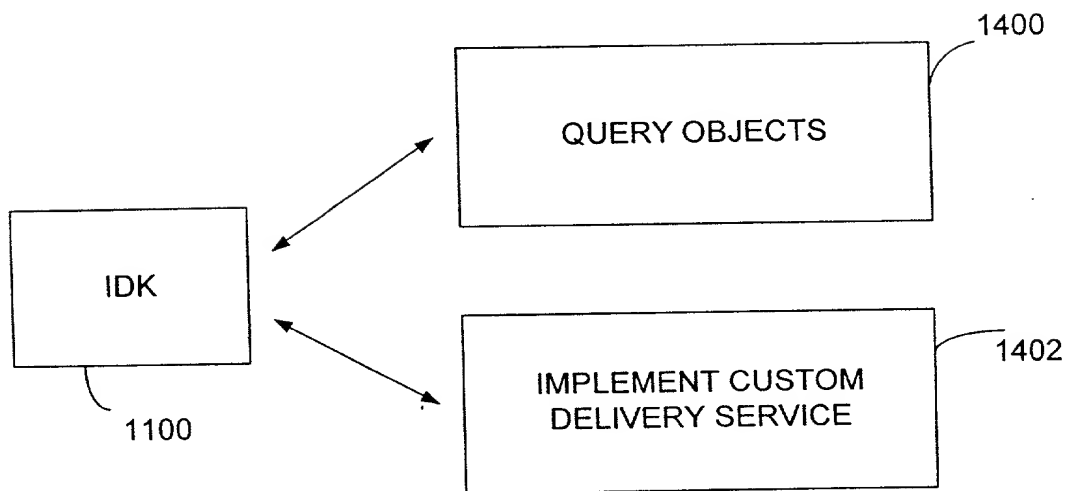 1400
QUERY OBJECTS
IDK
1100
IMPLEMENT CUSTOM
DELIVERY SERVICE
1402